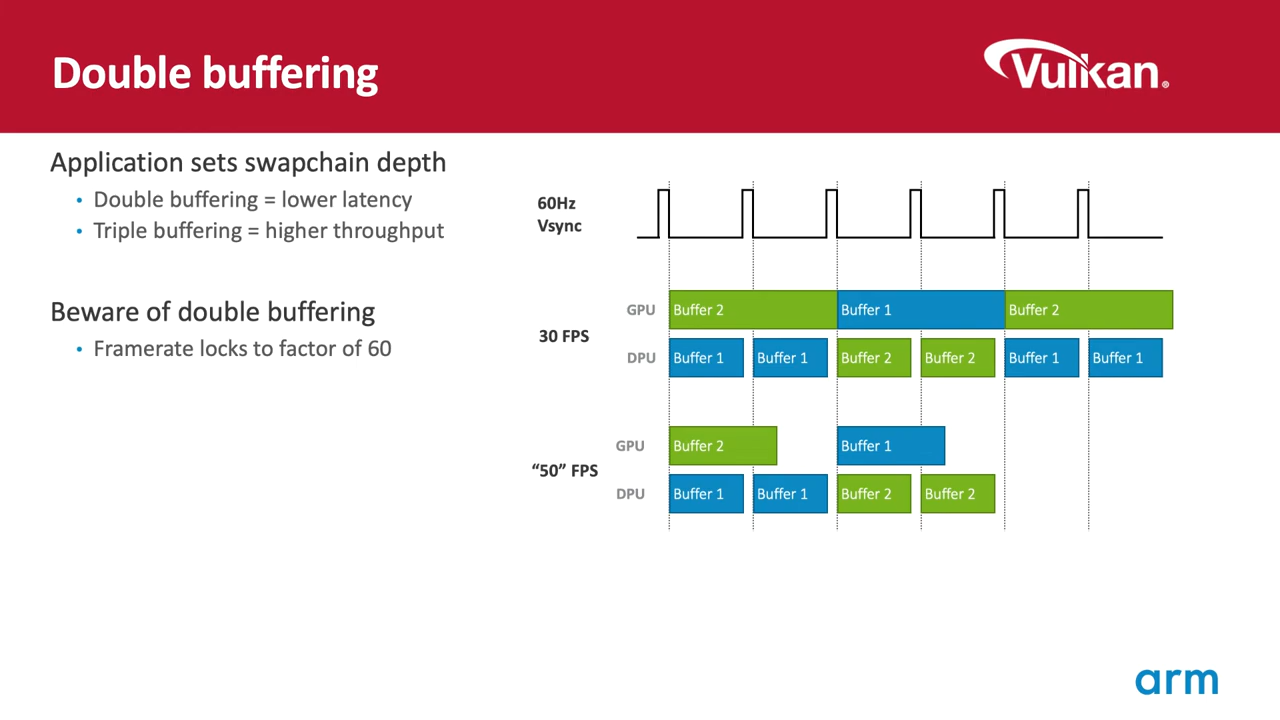 Double buffering
Vulkan®
Application sets swapchain depth
• Double buffering = lower latency
• Triple buffering = higher throughput
Beware of double buffering
• Framerate locks to factor of 60
60Hz
Vsync
30 FPS
GPU
Buffer 2
Buffer 1
Buffer 2
DPU
Buffer 1
Buffer 1
Buffer 2
Buffer 2
Buffer 1
Buffer 1
“50” FPS
GPU
Buffer 2
Buffer 1
DPU
Buffer 1
Buffer 1
Buffer 2
Buffer 2
arm